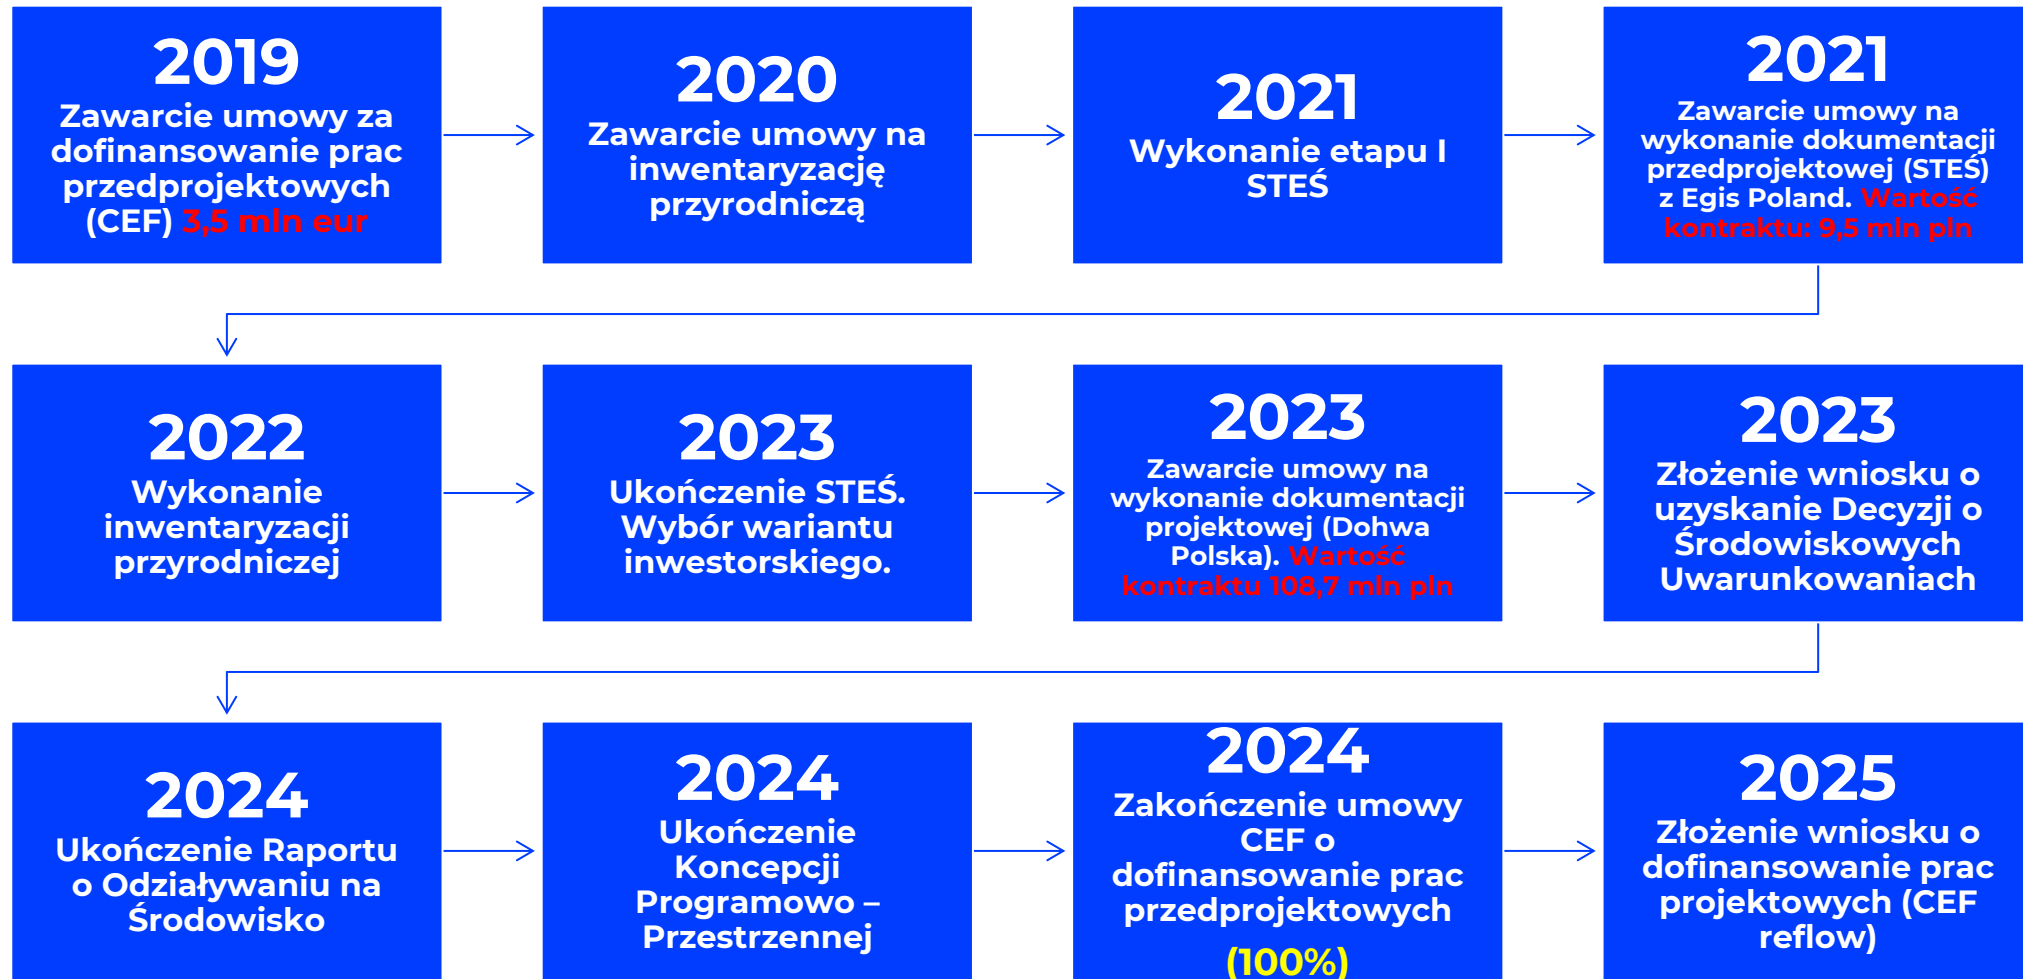 2019
Zawarcie umowy za
dofinansowanie prac
przedprojektowych
(CEF) 3,5 mln eur
2020
Zawarcie umowy na
inwentaryzację
przyrodniczą
2021
Wykonanie etapu I
STEŚ
2021
Zawarcie umowy na
wykonanie dokumentacji
przedprojektowej (STEŚ)
z Egis Poland. Wartość
kontraktu: 9,5 mln pln
2022
Wykonanie
inwentaryzacji
przyrodniczej
2023
Ukończenie STEŚ.
Wybór wariantu
inwestorskiego.
2023
Zawarcie umowy na
wykonanie dokumentacji
projektowej (Dohwa
Polska). Wartość
kontraktu 108,7 mln pln
2023
Złożenie wniosku o
uzyskanie Decyzji o
Środowiskowych
Uwarunkowaniach
2024
Ukończenie Raportu
o Odziaływaniu na
Środowisko
2024
Ukończenie
Koncepcji
Programowo –
Przestrzennej
2024
Zakończenie umowy
CEF o
dofinansowanie prac
przedprojektowych
(100%)
2025
Złożenie wniosku o
dofinansowanie prac
projektowych (CEF
reflow)